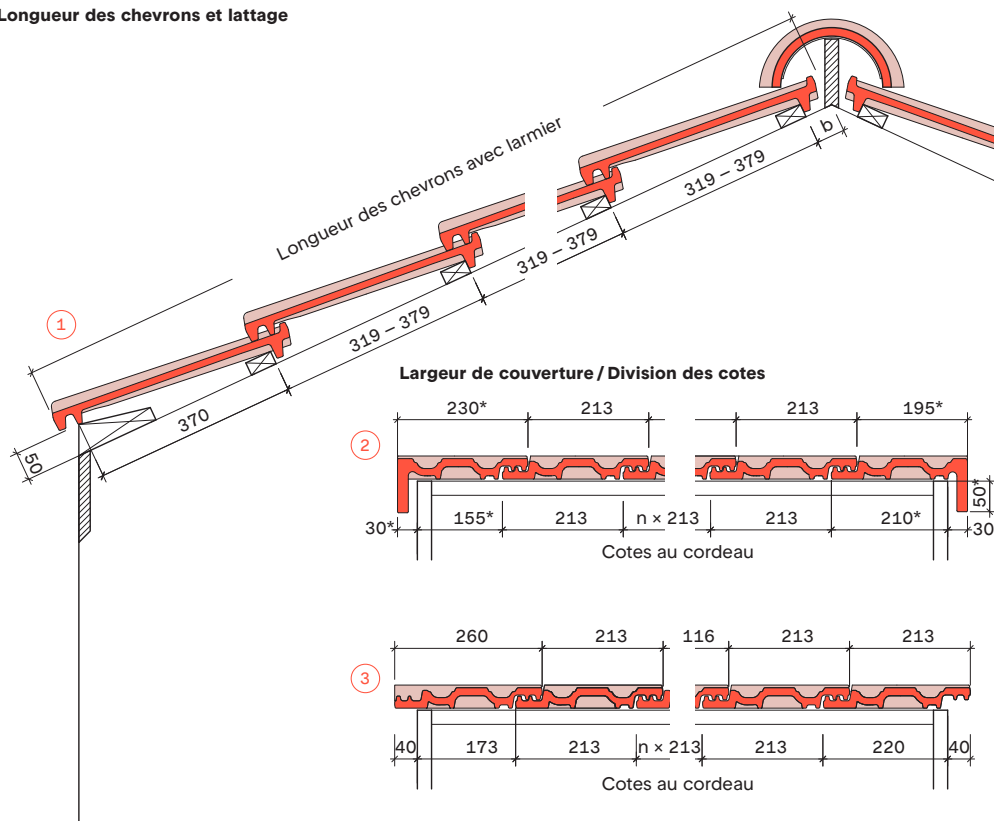 Longueur des chevrons et lattage
Longueur des chevrons avec larmier
b
319 – 379
319 – 379
319 – 379
370
50
1
Largeur de couverture / Division des cotes
230*
213
213
195*
2
50*
30*
155*
213
n × 213
213
210*
30
Cotes au cordeau
260
213
116
213
213
3
40
173
213
n × 213
213
220
40
Cotes au cordeau